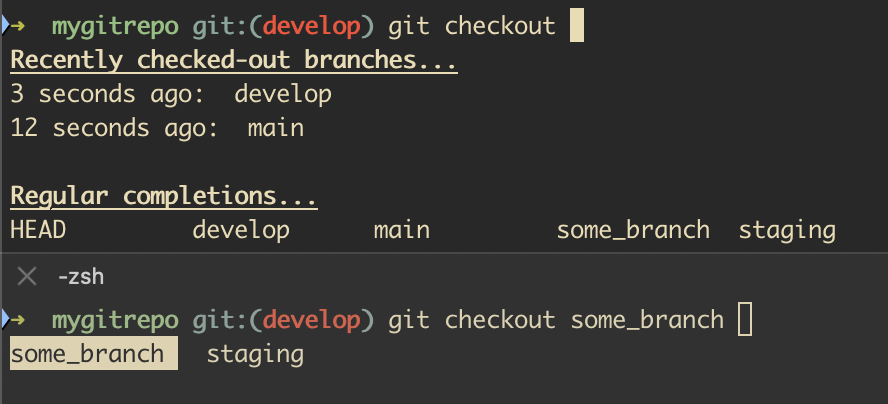 ➜ mygitrepo git:(develop) git checkout
Recently checked-out branches...
3 seconds ago: develop
12 seconds ago: main
Regular completions...
HEAD develop main some_branch staging
-zsh
➜ mygitrepo git:(develop) git checkout some_branch
some_branch staging